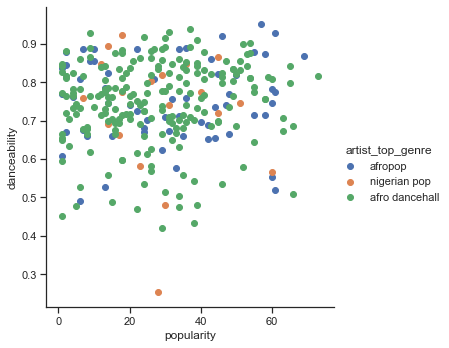 0.9
0.8
0.7
0.6
0.5
0.4
0.3
danceability
0
20
40
60
popularity
artist_top_genre
afropop
nigerian pop
afro dancehall